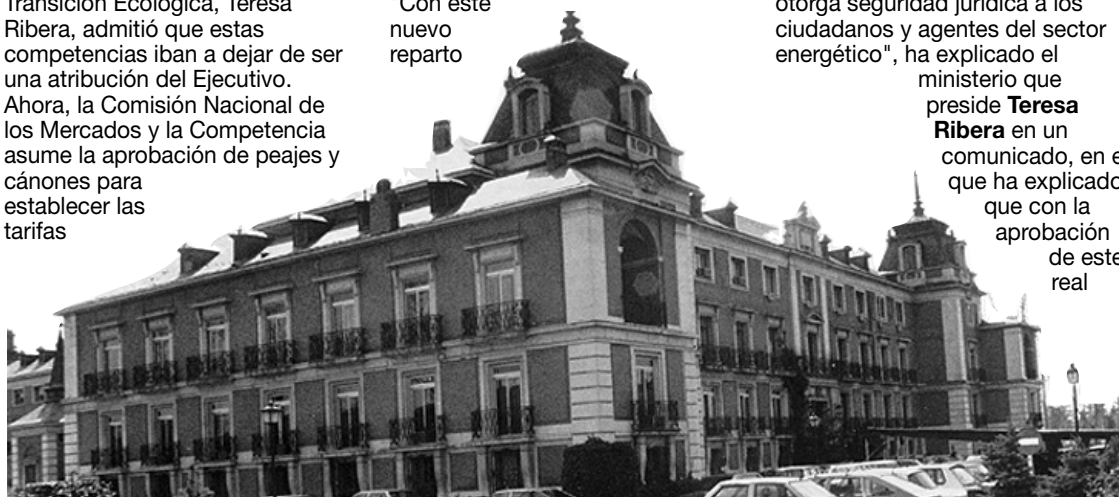 Transición Ecológica, Teresa
Ribera, admitió que estas
competencias iban a dejar de ser
una atribución del Ejecutivo.
Ahora, la Comisión Nacional de
los Mercados y la Competencia
asume la aprobación de peajes y
cánones para
establecer las
tarifas
"Con este
nuevo
reparto
otorga seguridad jurídica a los
ciudadanos y agentes del sector
energético", ha explicado el
ministerio que
preside Teresa
Ribera en un
comunicado, en e
que ha explicado
que con la
aprobación
de este
real